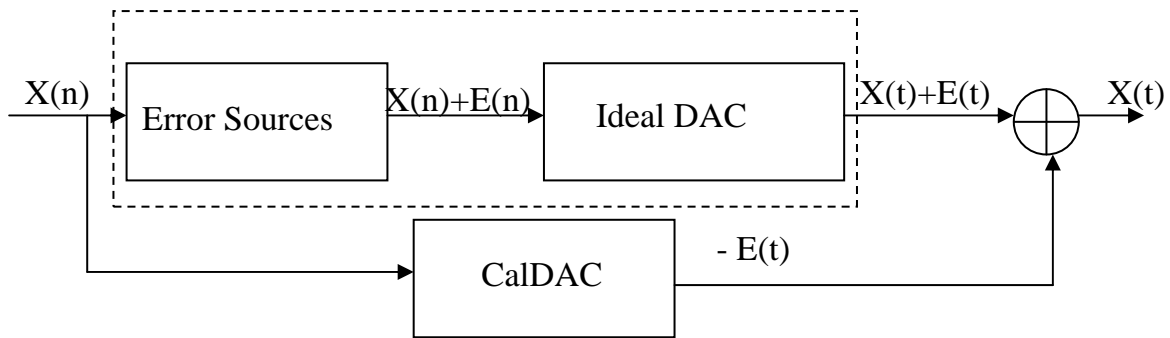 X(n)
Error Sources
X(n)+E(n)
Ideal DAC
X(t)+E(t)
X(t)
CalDAC
- E(t)